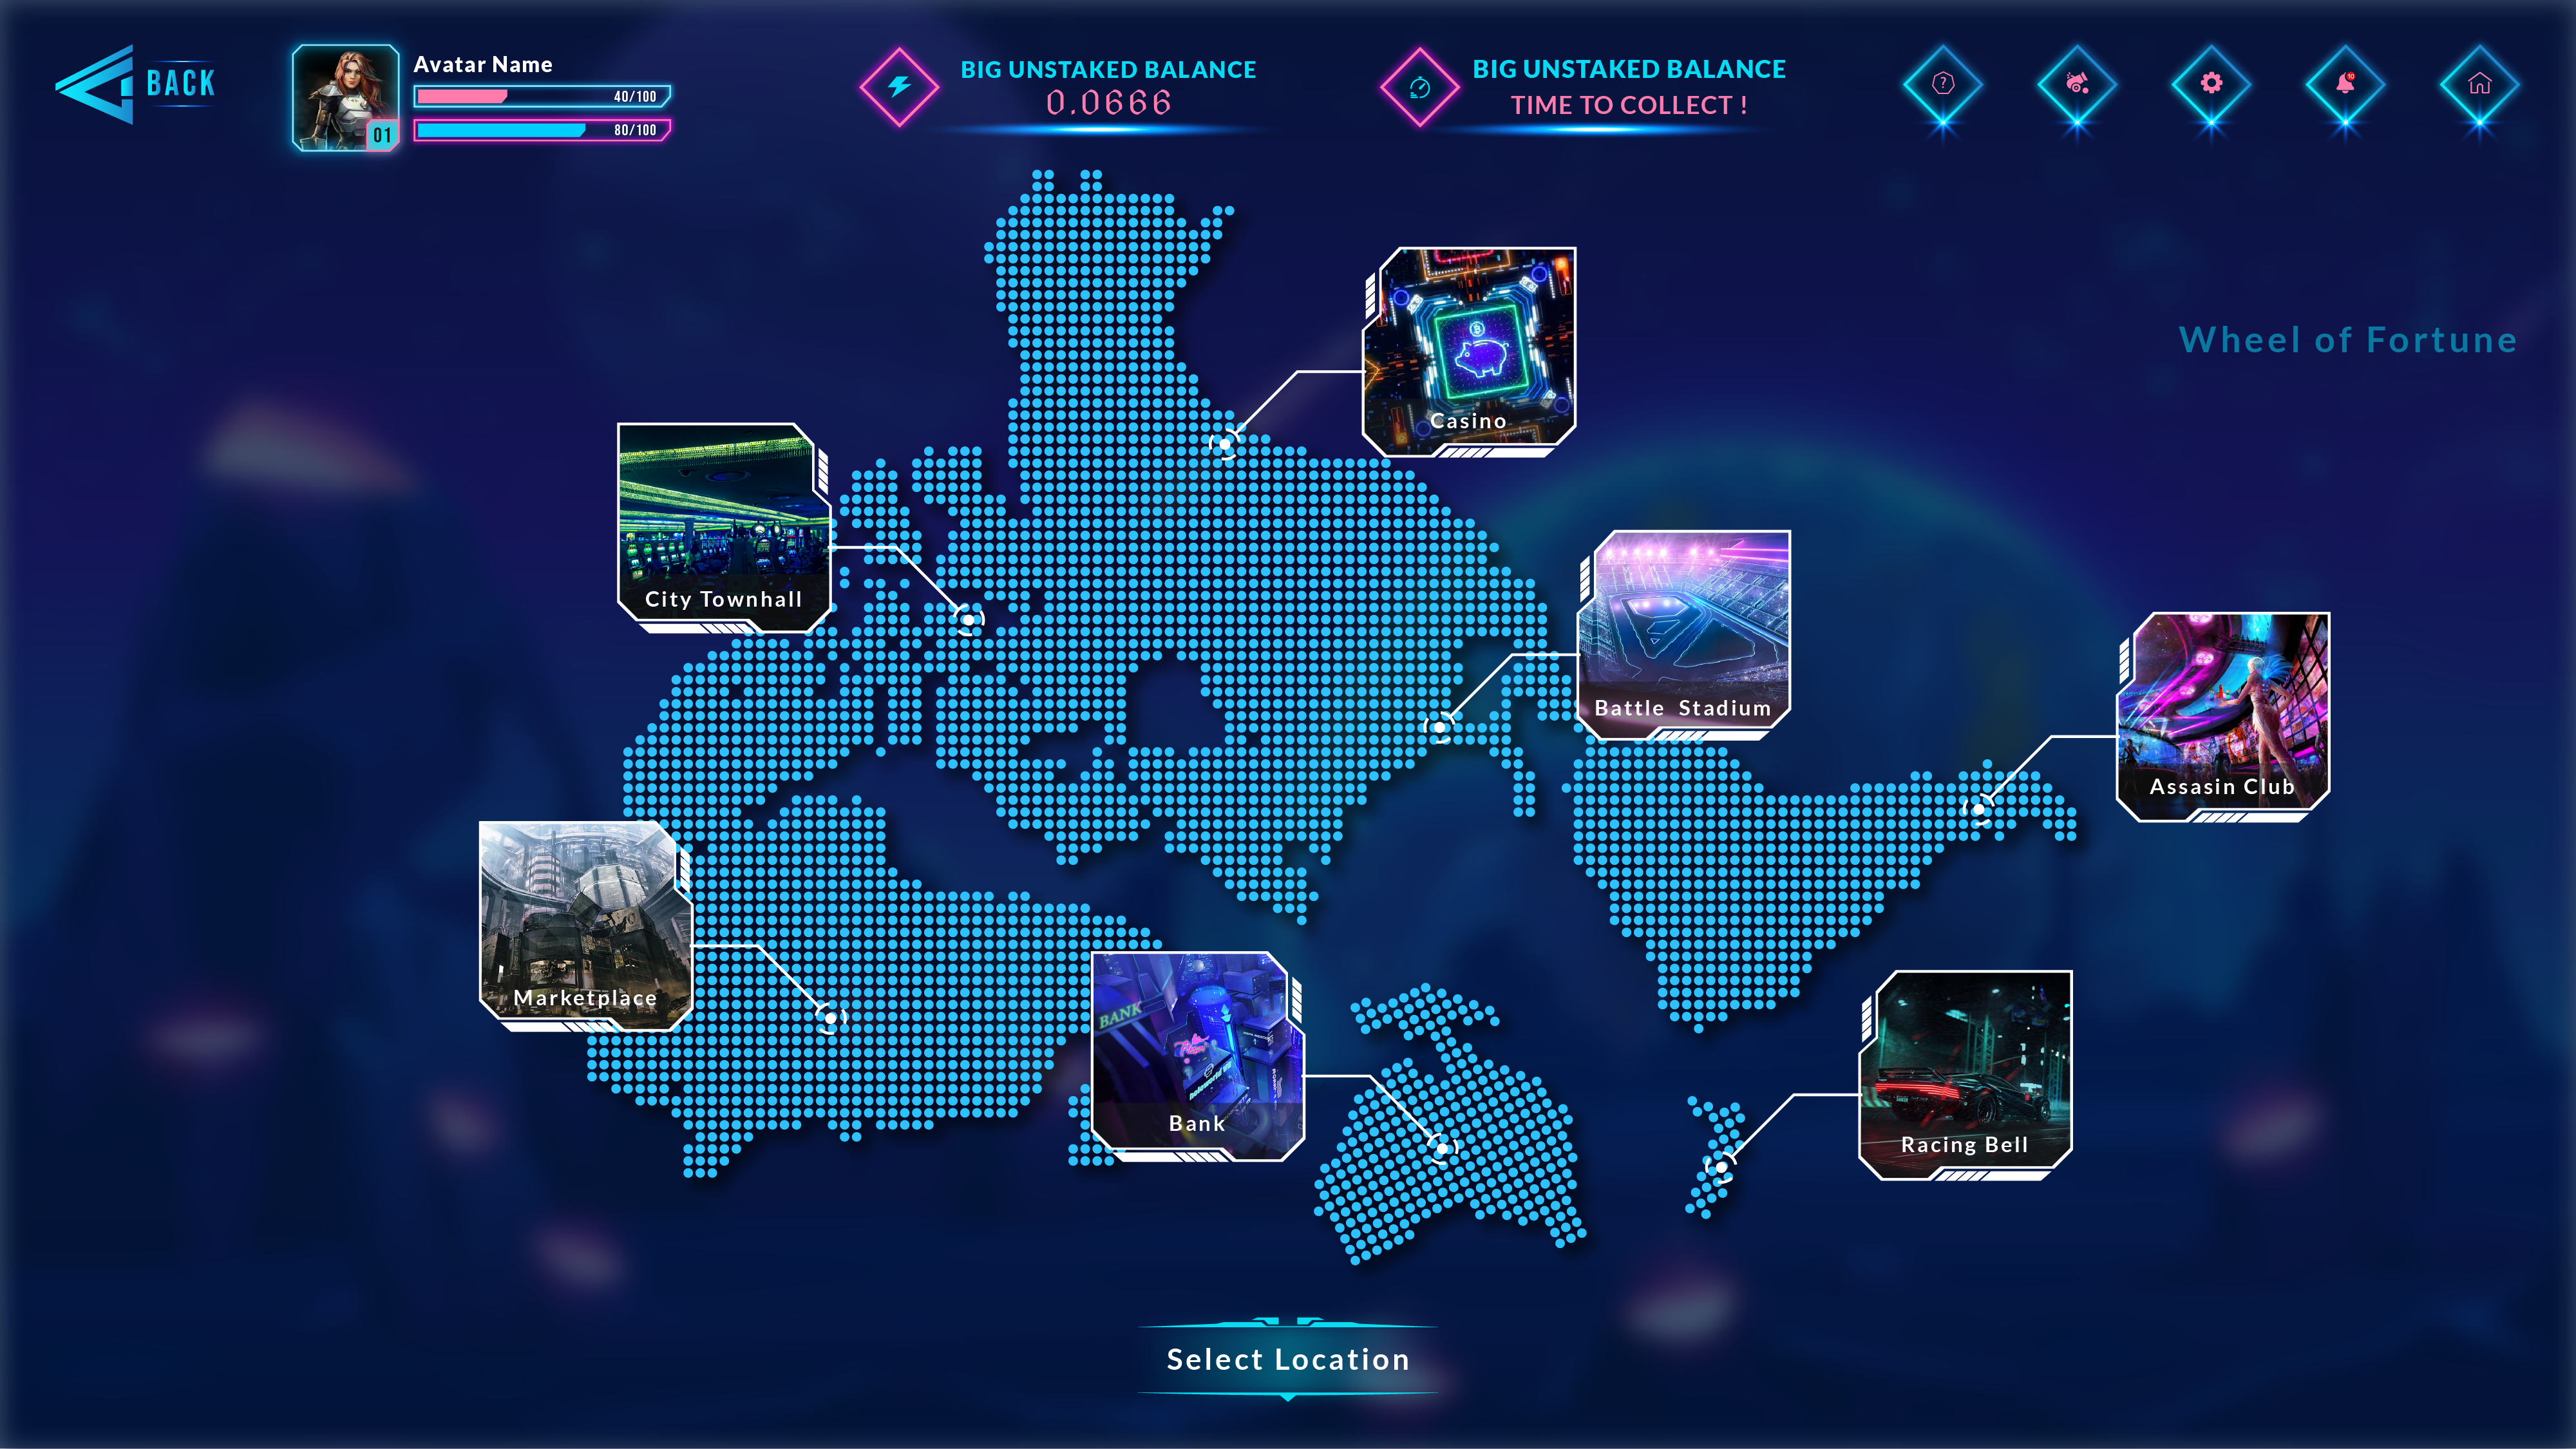 BACK
Avatar Name
40/100
80/100
01
BIG UNSTAKED BALANCE
0.0666
BIG UNSTAKED BALANCE
TIME TO COLLECT !
?
10
Wheel of Fortune
Casino
City Townhall
Battle Stadium
Assasin Club
Marketplace
BANK
Bank
Racing Bell
Select Location